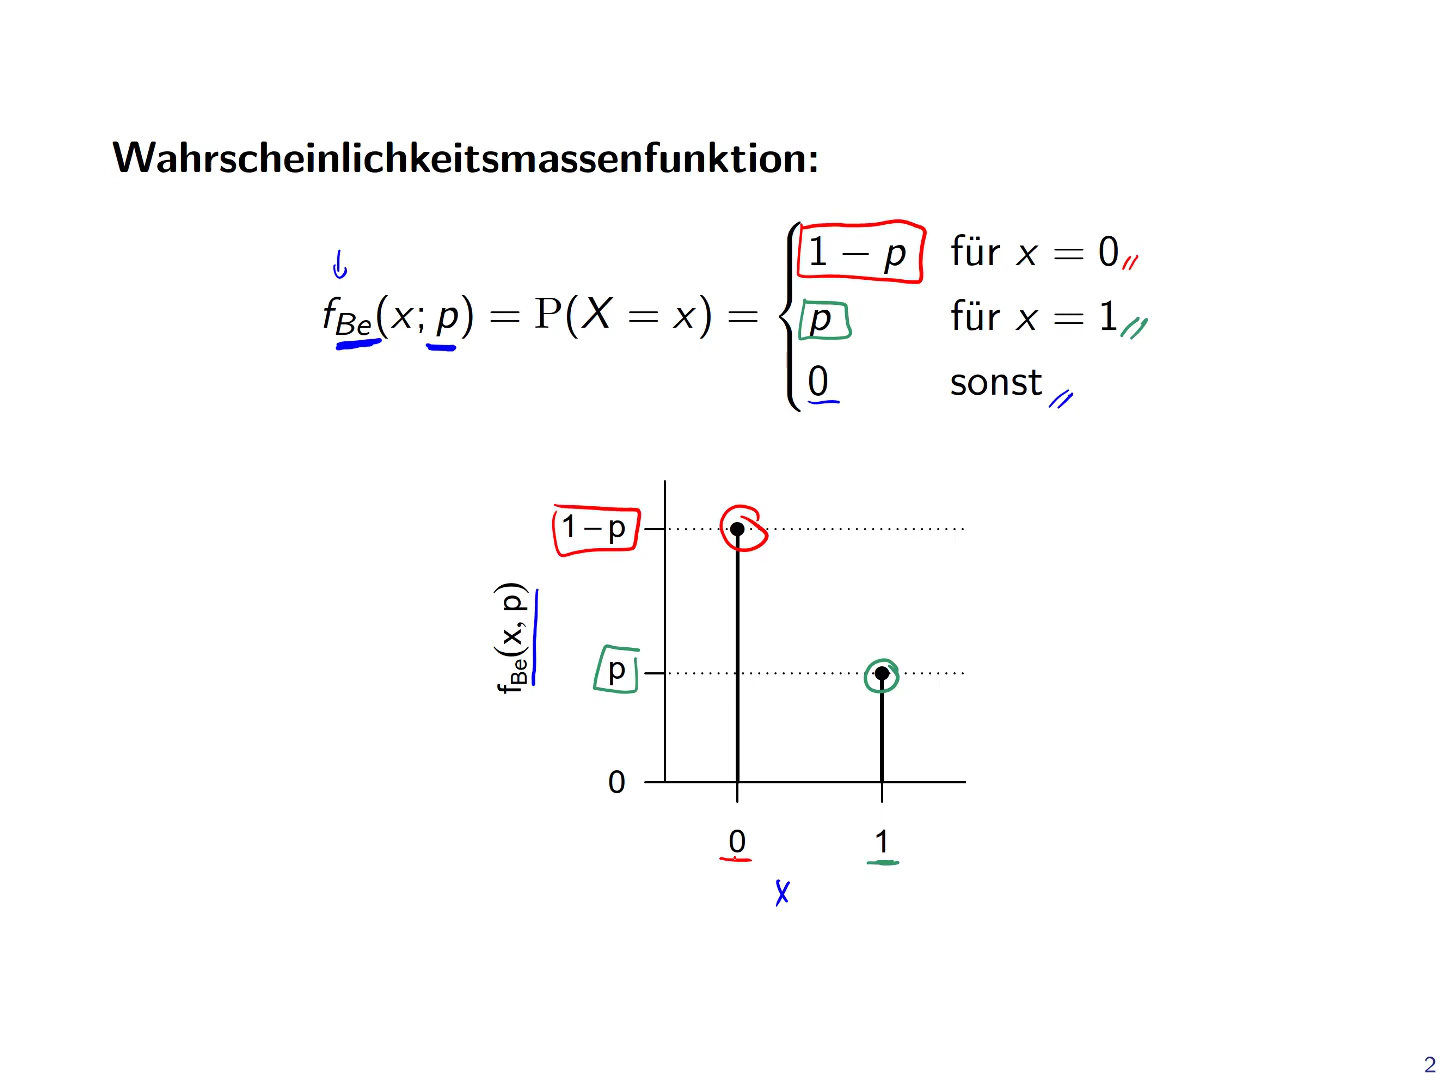 Wahrscheinlichkeitsmassenfunktion:
1 − p für x = 0
f_Be(x; p) = P(X = x) = { p für x = 1
0 sonst
1 − p
f_Be(x, p)
p
0
0 1
x
2